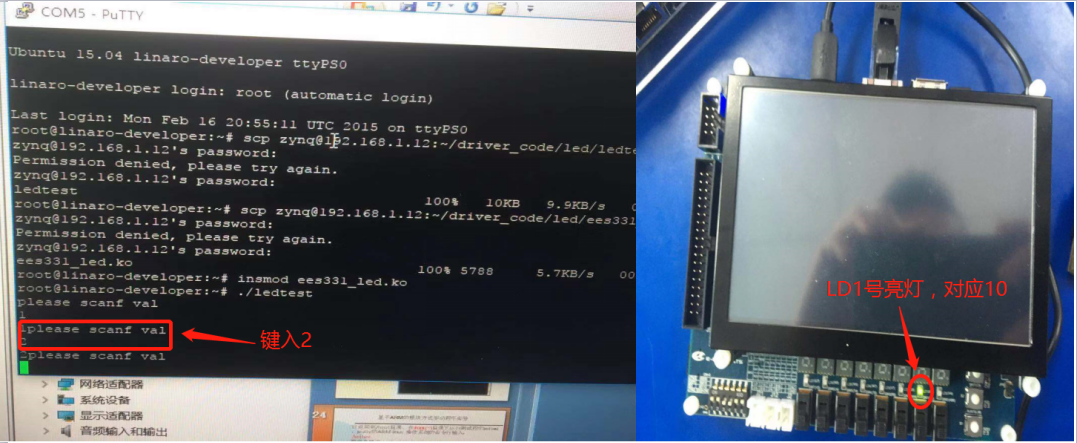 COM5 - PuTTY
Ubuntu 15.04 linaro-developer ttyPS0
linaro-developer login: root (automatic login)
Last login: Mon Feb 16 20:55:11 UTC 2015 on ttyPS0
root@linaro-developer:~# scp zynq@192.168.1.12:~/driver_code/led/ledte
zynq@192.168.1.12's password:
Permission denied, please try again.
zynq@192.168.1.12's password:
ledtest 100% 10KB 9.9KB/s
root@linaro-developer:~# scp zynq@192.168.1.12:~/driver_code/led/ees331
zynq@192.168.1.12's password:
Permission denied, please try again.
zynq@192.168.1.12's password:
ees331_led.ko 100% 5788 5.7KB/s 00
root@linaro-developer:~# insmod ees331_led.ko
root@linaro-developer:~# ./ledtest
please scanf val
1
1please scanf val
2
2please scanf val
键入2
网络适配器
系统设备
显示适配器
音频输入和输出
24
LD1号亮灯，对应10